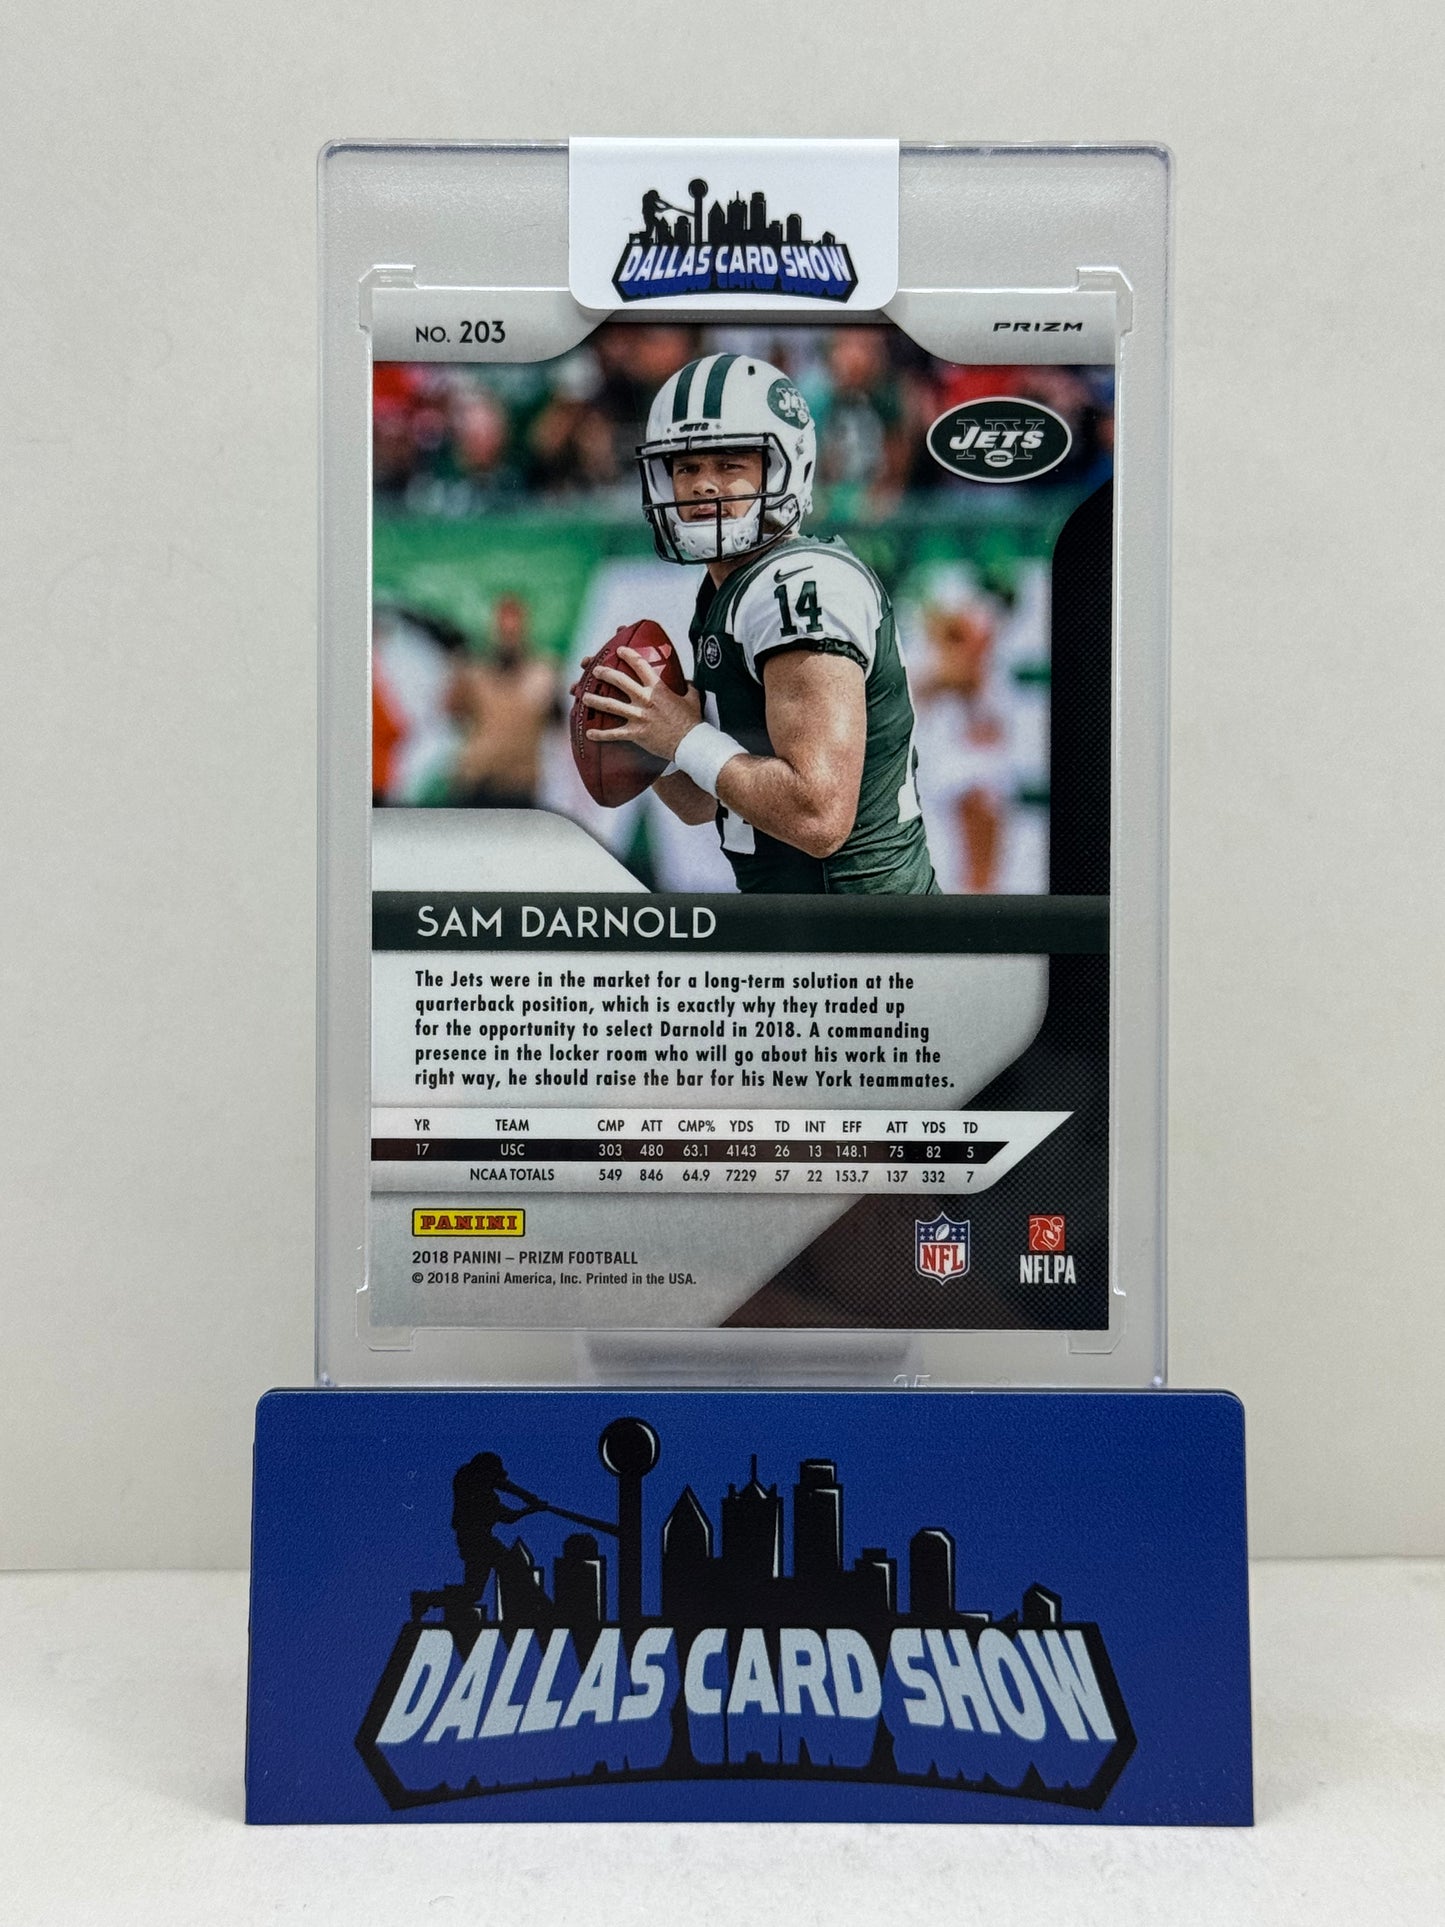 DALLAS CARD SHOW
NO. 203
PRIZM
JETS
JETS
NY
JETS
14
SAM DARNOLD
The Jets were in the market for a long-term solution at the
quarterback position, which is exactly why they traded up
for the opportunity to select Darnold in 2018. A commanding
presence in the locker room who will go about his work in the
right way, he should raise the bar for his New York teammates.
YR TEAM CMP ATT CMP% YDS TD INT EFF ATT YDS TD
17 USC 303 480 63.1 4143 26 13 148.1 75 82 5
NCAA TOTALS 549 846 64.9 7229 57 22 153.7 137 332 7
PANINI
2018 PANINI – PRIZM FOOTBALL
© 2018 Panini America, Inc. Printed in the USA.
NFL
NFLPA
DALLAS CARD SHOW